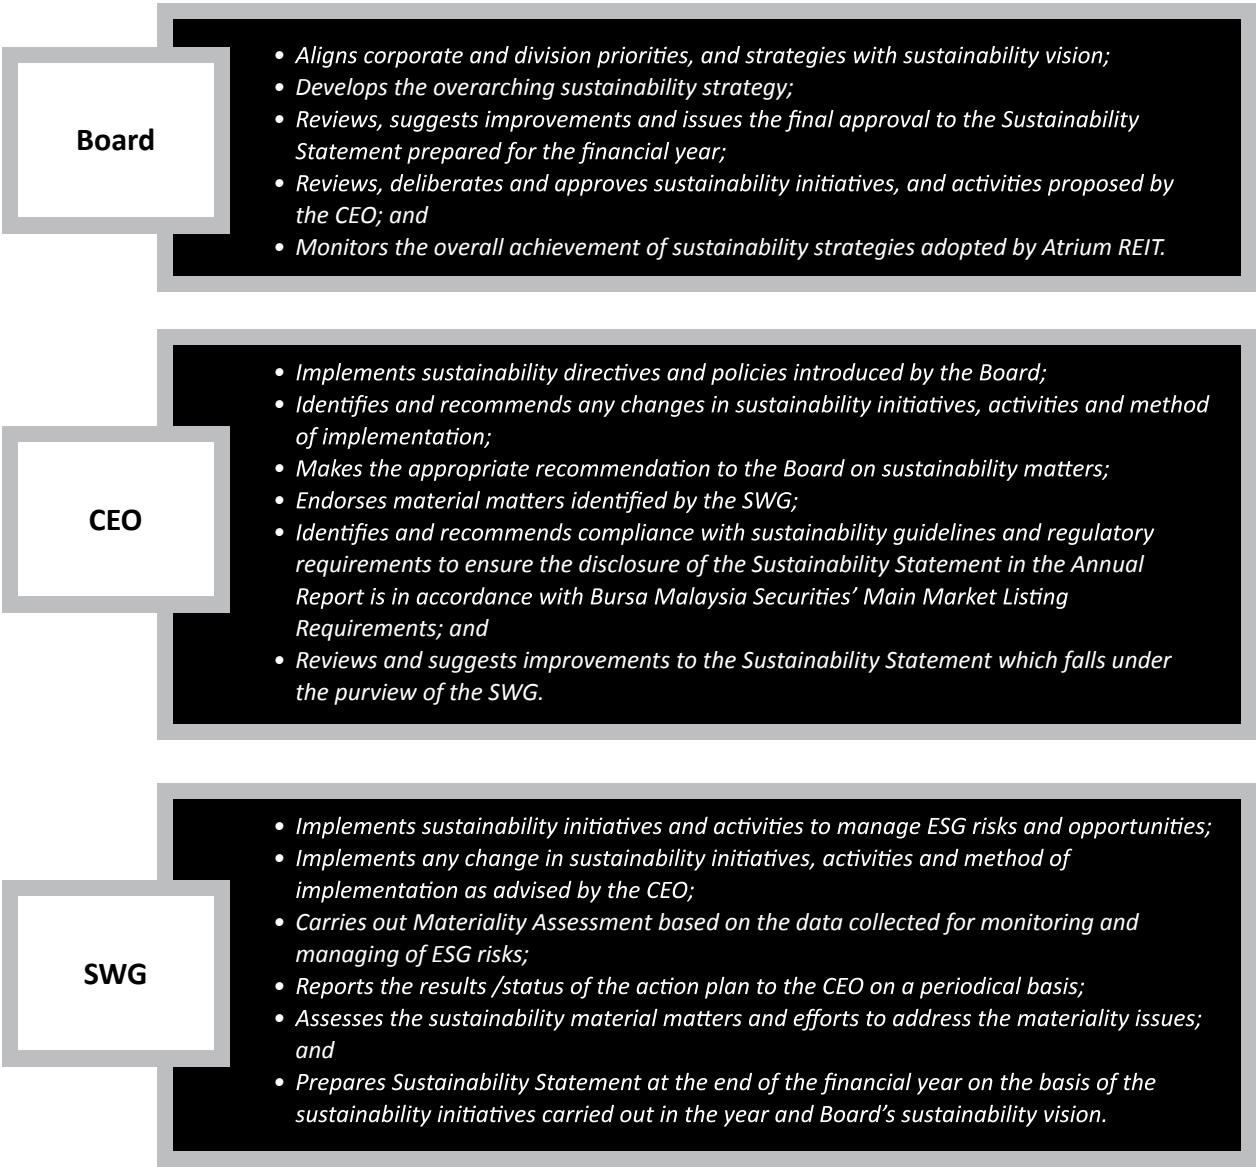 Board
• Aligns corporate and division priorities, and strategies with sustainability vision;
• Develops the overarching sustainability strategy;
• Reviews, suggests improvements and issues the final approval to the Sustainability
Statement prepared for the financial year;
• Reviews, deliberates and approves sustainability initiatives, and activities proposed by
the CEO; and
• Monitors the overall achievement of sustainability strategies adopted by Atrium REIT.
CEO
• Implements sustainability directives and policies introduced by the Board;
• Identifies and recommends any changes in sustainability initiatives, activities and method
of implementation;
• Makes the appropriate recommendation to the Board on sustainability matters;
• Endorses material matters identified by the SWG;
• Identifies and recommends compliance with sustainability guidelines and regulatory
requirements to ensure the disclosure of the Sustainability Statement in the Annual
Report is in accordance with Bursa Malaysia Securities’ Main Market Listing
Requirements; and
• Reviews and suggests improvements to the Sustainability Statement which falls under
the purview of the SWG.
SWG
• Implements sustainability initiatives and activities to manage ESG risks and opportunities;
• Implements any change in sustainability initiatives, activities and method of
implementation as advised by the CEO;
• Carries out Materiality Assessment based on the data collected for monitoring and
managing of ESG risks;
• Reports the results /status of the action plan to the CEO on a periodical basis;
• Assesses the sustainability material matters and efforts to address the materiality issues;
and
• Prepares Sustainability Statement at the end of the financial year on the basis of the
sustainability initiatives carried out in the year and Board’s sustainability vision.